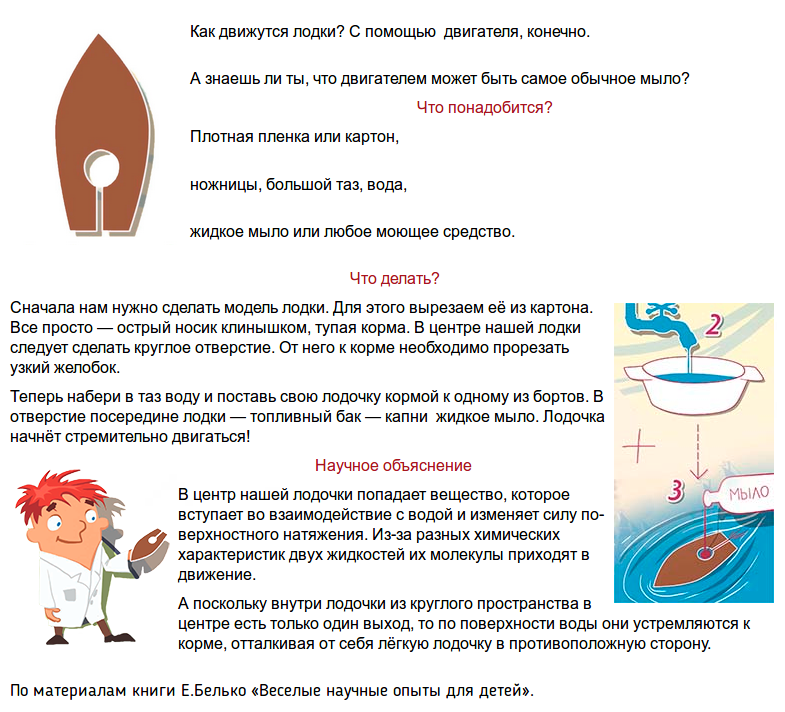 Как движутся лодки? С помощью двигателя, конечно.
А знаешь ли ты, что двигателем может быть самое обычное мыло?
Что понадобится?
Плотная пленка или картон,
ножницы, большой таз, вода,
жидкое мыло или любое моющее средство.
Что делать?
Сначала нам нужно сделать модель лодки. Для этого вырезаем её из картона.
Все просто — острый носик клинышком, тупая корма. В центре нашей лодки
следует сделать круглое отверстие. От него к корме необходимо прорезать
узкий желобок.
Теперь набери в таз воду и поставь свою лодочку кормой к одному из бортов. В
отверстие посередине лодки — топливный бак — капни жидкое мыло. Лодочка
начнёт стремительно двигаться!
2
3
МЫЛО
Научное объяснение
В центр нашей лодочки попадает вещество, которое
вступает во взаимодействие с водой и изменяет силу по-
верхностного натяжения. Из-за разных химических
характеристик двух жидкостей их молекулы приходят в
движение.
А поскольку внутри лодочки из круглого пространства в
центре есть только один выход, то по поверхности воды они устремляются к
корме, отталкивая от себя лёгкую лодочку в противоположную сторону.
По материалам книги Е.Белько «Веселые научные опыты для детей».